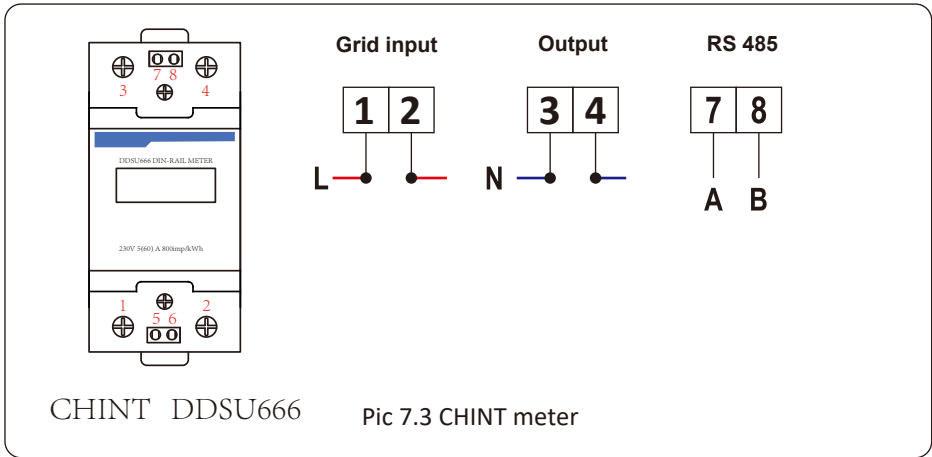 7 8
3 4
DDSU666 DIN-RAIL METER
230V 5(60) A 800imp/kWh
1 2
5 6
CHINT DDSU666
Grid input Output RS 485
1 2 3 4 7 8
L N
A B
Pic 7.3 CHINT meter